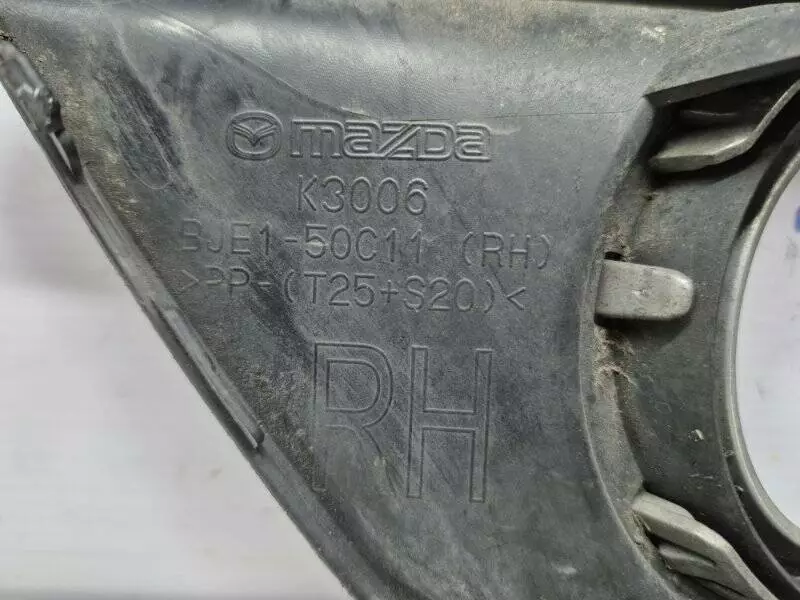 mazda
K3006
BJE1-50C11 (RH)
>PP-(T25+S20)<
RH